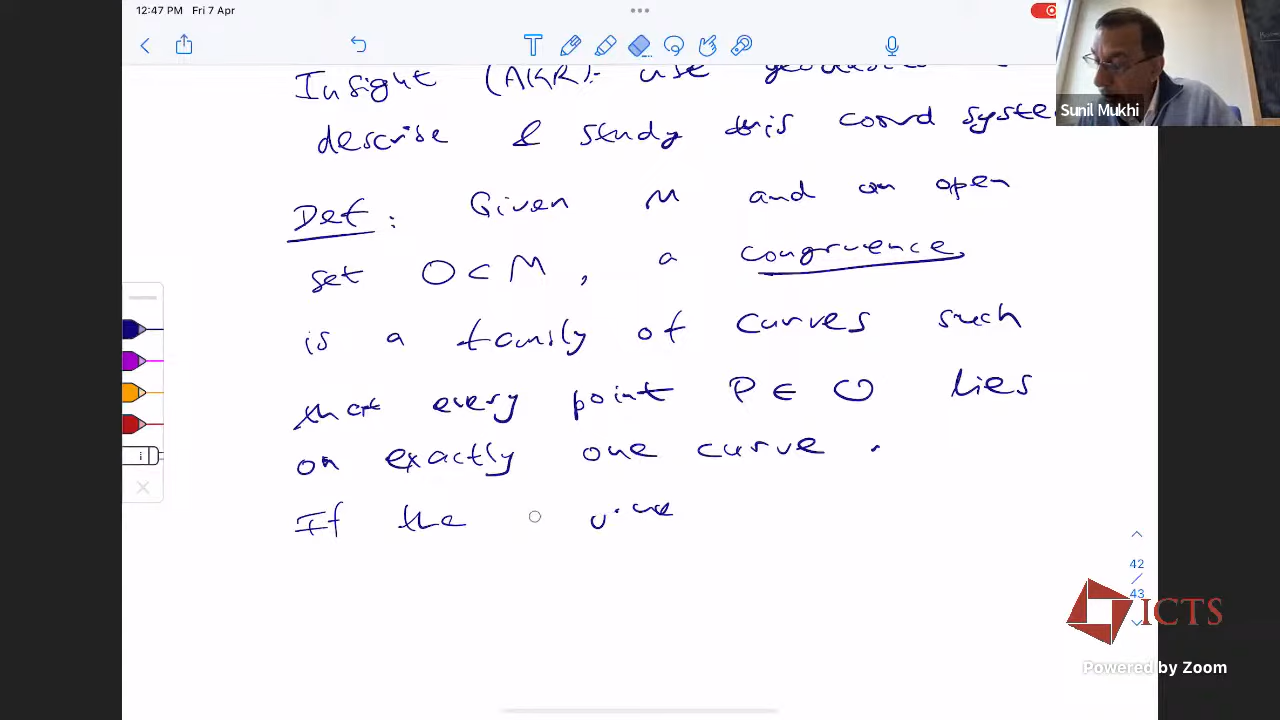 12:47 PM Fri 7 Apr
Sunil Mukhi
Insight (AKR): use
describe & study this coord syste
Def: Given M and an open
set O ⊂ M, a congruence
is a family of curves such
that every point P ∈ O lies
on exactly one curve.
If the
42
/
43
ICTS
Powered by Zoom